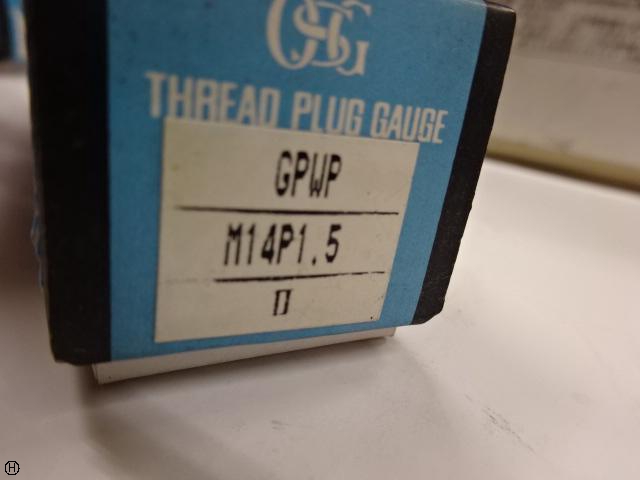 OSG
THREAD PLUG GAUGE
GPWP
M14P1.5
II
H